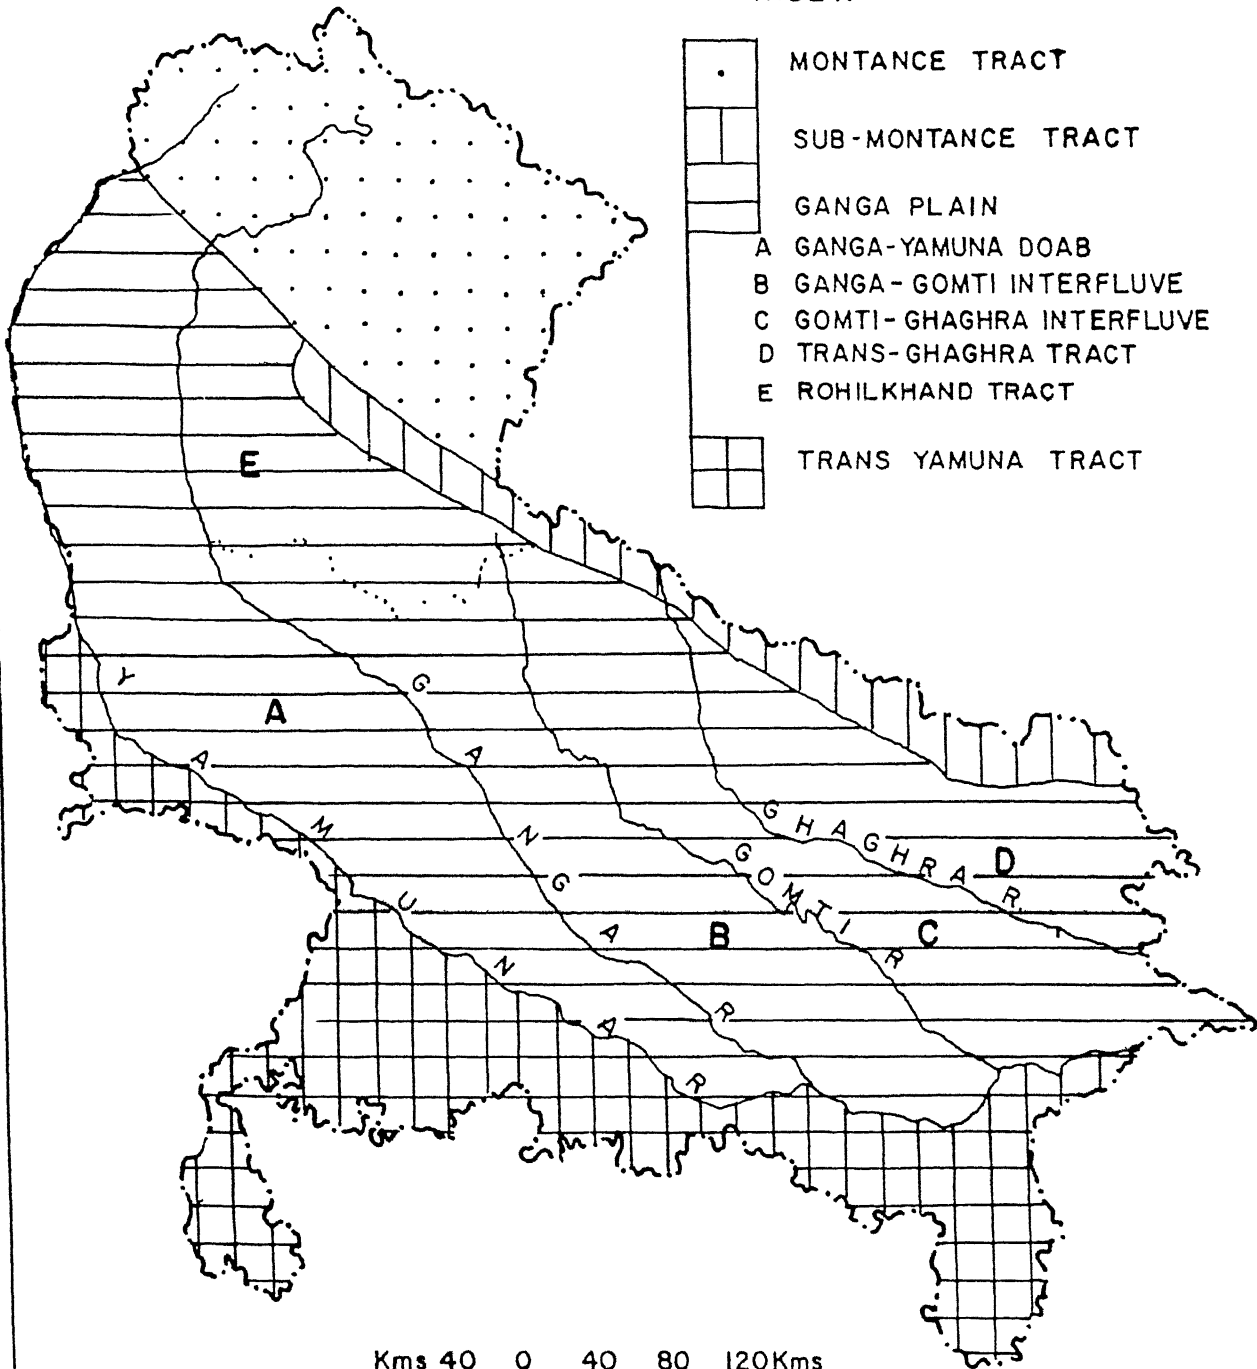 MONTANCE TRACT
SUB-MONTANCE TRACT
GANGA PLAIN
A GANGA-YAMUNA DOAB
B GANGA-GOMTI INTERFLUVE
C GOMTI-GHAGHRA INTERFLUVE
D TRANS-GHAGHRA TRACT
E ROHILKHAND TRACT
TRANS YAMUNA TRACT
E
A
YAMUNA R
GANGA R
GHAGHRA R
D
GOMTI R
B
C
Kms 40 0 40 80 120Kms